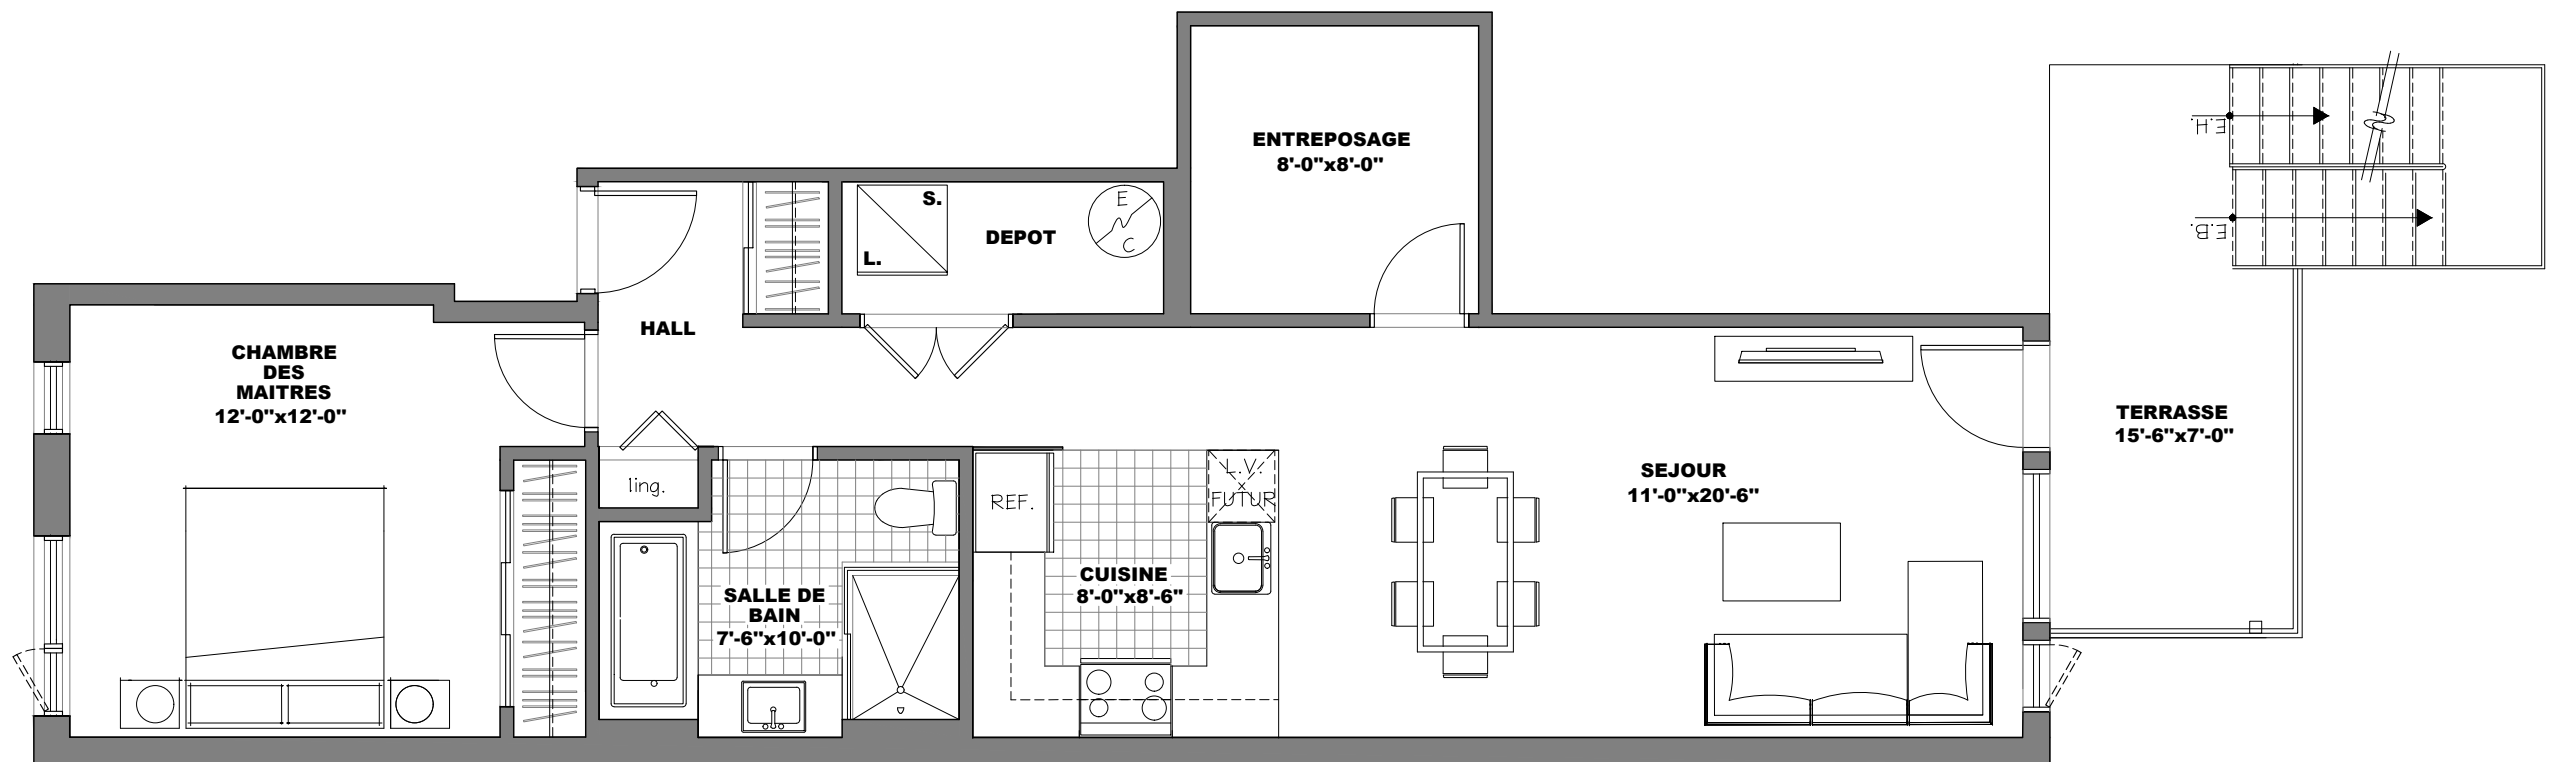 ENTREPOSAGE
8'-0"x8'-0"
E.H.
E.B.
S.
L.
DEPOT
E
C
HALL
CHAMBRE
DES
MAITRES
12'-0"x12'-0"
ling.
SALLE DE
BAIN
7'-6"x10'-0"
REF.
L.V.
FUTUR
CUISINE
8'-0"x8'-6"
SEJOUR
11'-0"x20'-6"
TERRASSE
15'-6"x7'-0"